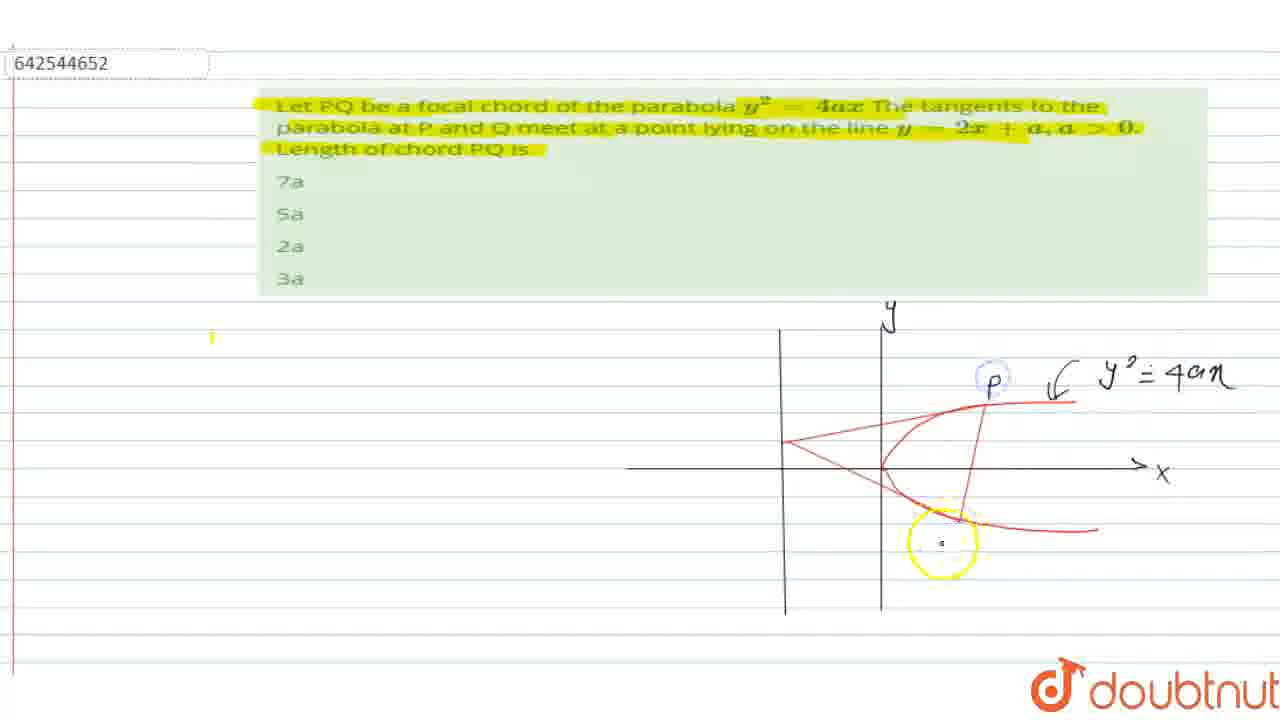 642544652
Let PQ be a focal chord of the parabola y² = 4ax The tangents to the
parabola at P and Q meet at a point lying on the line y = 2x + a, a > 0.
Length of chord PQ is
7a
5a
2a
3a
y
P
y² = 4ax
x
doubtnut